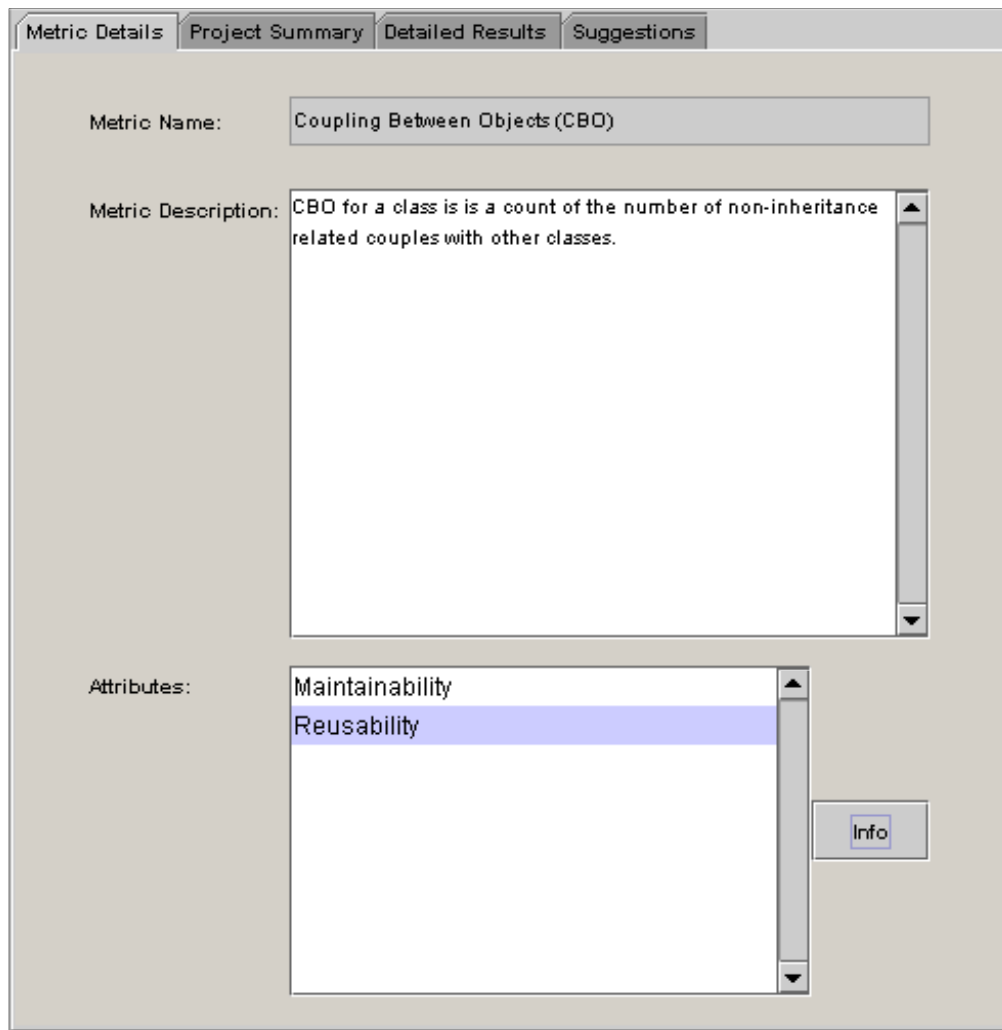 Metric Details Project Summary Detailed Results Suggestions
Metric Name: Coupling Between Objects (CBO)
Metric Description: CBO for a class is is a count of the number of non-inheritance
related couples with other classes.
Attributes: Maintainability
Reusability
Info